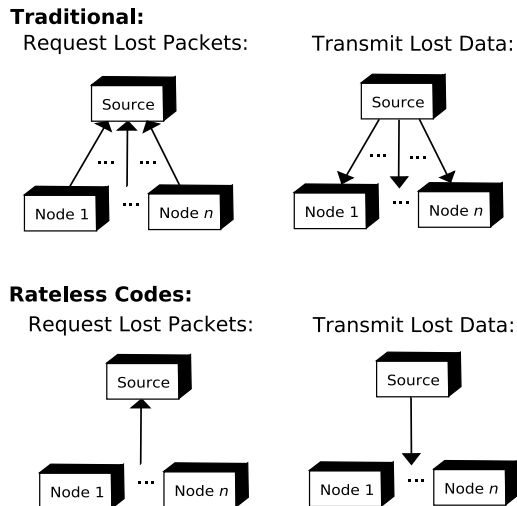 Traditional:
Request Lost Packets:
Transmit Lost Data:
Source
... ...
Node 1 ... Node n
Source
... ...
Node 1 ... Node n
Rateless Codes:
Request Lost Packets:
Transmit Lost Data:
Source
Node 1 ... Node n
Source
Node 1 ... Node n